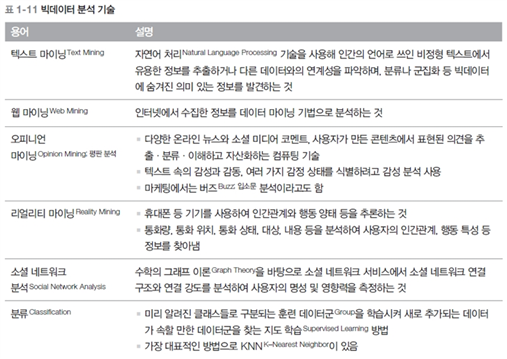 표 1-11 빅데이터 분석 기술
용어
설명
텍스트 마이닝Text Mining
자연어 처리Natural Language Processing 기술을 사용해 인간의 언어로 쓰인 비정형 텍스트에서
유용한 정보를 추출하거나 다른 데이터와의 연계성을 파악하며, 분류나 군집화 등 빅데이터
에 숨겨진 의미 있는 정보를 발견하는 것
웹 마이닝Web Mining
인터넷에서 수집한 정보를 데이터 마이닝 기법으로 분석하는 것
오피니언
마이닝Opinion Mining: 평판 분석
• 다양한 온라인 뉴스와 소셜 미디어 코멘트, 사용자가 만든 콘텐츠에서 표현된 의견을 추
출 · 분류 · 이해하고 자산화하는 컴퓨팅 기술
• 텍스트 속의 감성과 감동, 여러 가지 감정 상태를 식별하려고 감성 분석 사용
• 마케팅에서는 버즈Buzz: 입소문 분석이라고도 함
리얼리티 마이닝Reality Mining
• 휴대폰 등 기기를 사용하여 인간관계와 행동 양태 등을 추론하는 것
• 통화량, 통화 위치, 통화 상태, 대상, 내용 등을 분석하여 사용자의 인간관계, 행동 특성 등
정보를 찾아냄
소셜 네트워크
분석Social Network Analysis
수학의 그래프 이론Graph Theory을 바탕으로 소셜 네트워크 서비스에서 소셜 네트워크 연결
구조와 연결 강도를 분석하여 사용자의 명성 및 영향력을 측정하는 것
분류Classification
• 미리 알려진 클래스들로 구분되는 훈련 데이터군Group을 학습시켜 새로 추가되는 데이터
가 속할 만한 데이터군을 찾는 지도 학습Supervised Learning 방법
• 가장 대표적인 방법으로 KNNK-Nearest Neighbor이 있음